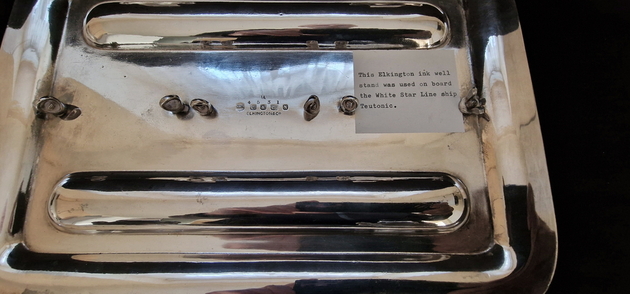 This Elkington ink well
stand was used on board
the White Star Line ship
Teutonic.
ELKINGTON&CO